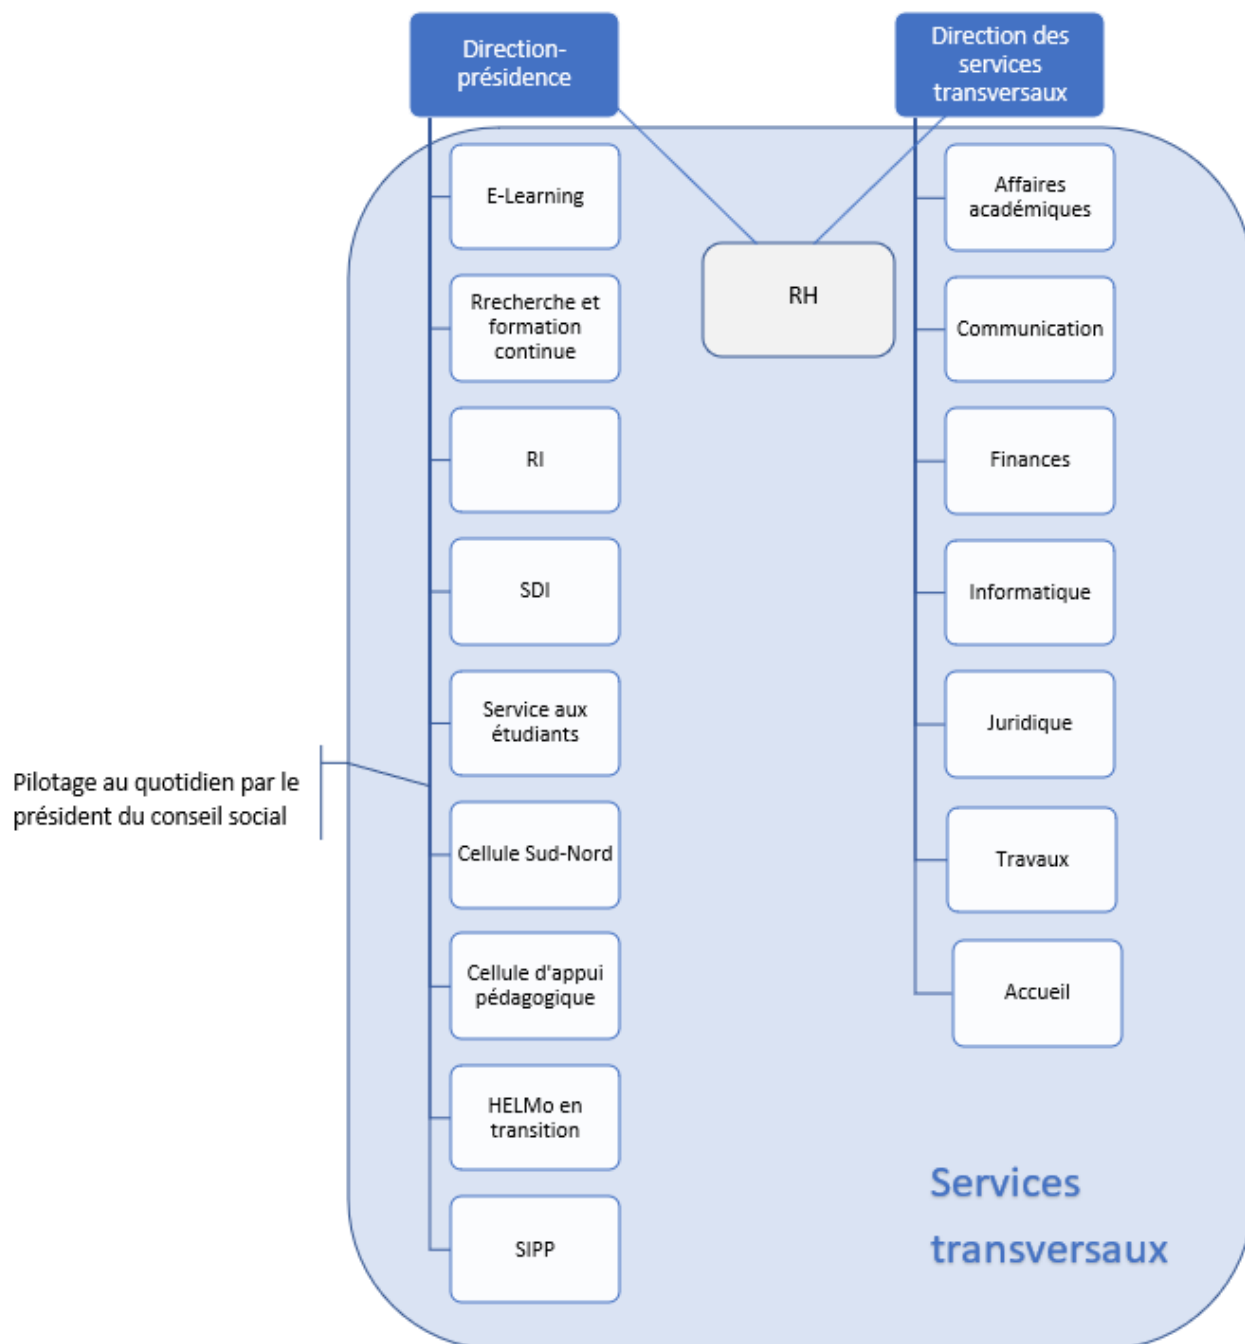 Direction-
présidence
Direction des
services
transversaux
E-Learning
Rrecherche et
formation
continue
RI
SDI
Service aux
étudiants
Cellule Sud-Nord
Cellule d'appui
pédagogique
HELMo en
transition
SIPP
RH
Affaires
académiques
Communication
Finances
Informatique
Juridique
Travaux
Accueil
Pilotage au quotidien par le
président du conseil social
Services
transversaux